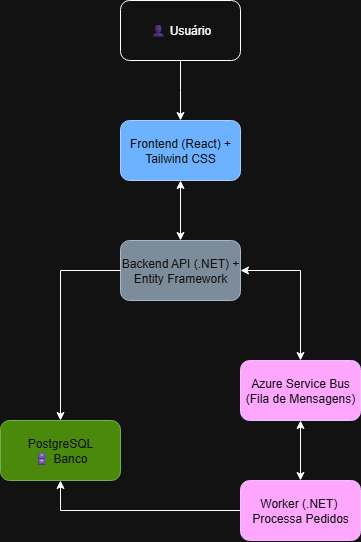 👤 Usuário
Frontend (React) +
Tailwind CSS
Backend API (.NET) +
Entity Framework
Azure Service Bus
(Fila de Mensagens)
PostgreSQL
🗄️ Banco
Worker (.NET)
Processa Pedidos